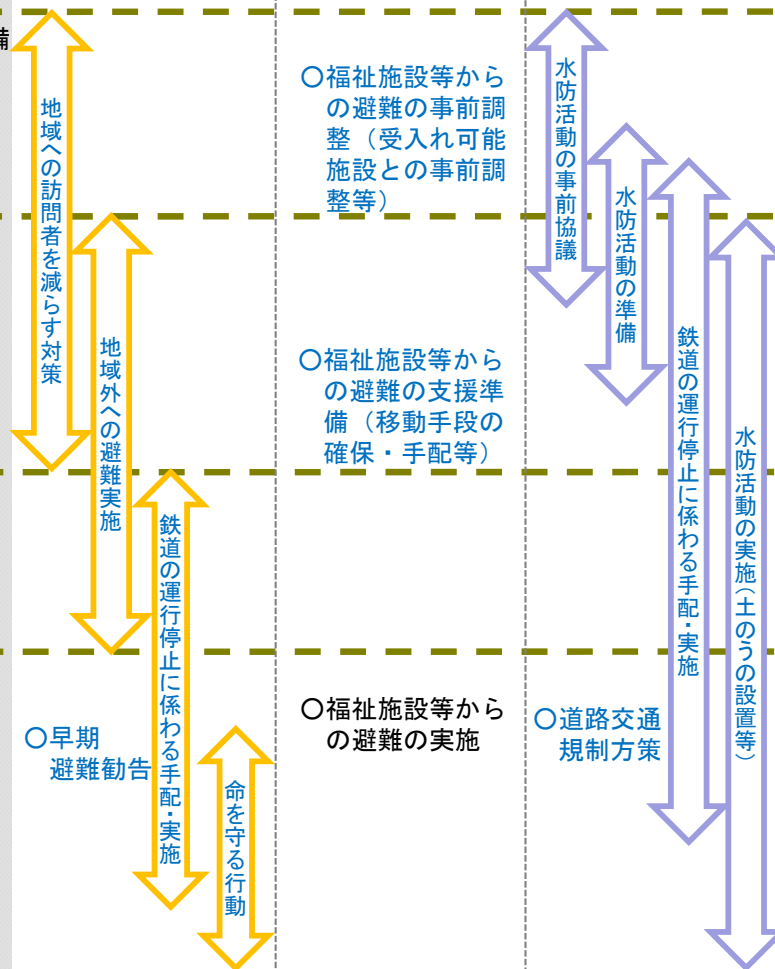 備
地域への訪問者を減らす対策
地域外への避難実施
鉄道の運行停止に係わる手配・実施
命を守る行動
〇早期
避難勧告
〇福祉施設等から
の避難の事前調
整（受入れ可能
施設との事前調
整等）
〇福祉施設等から
の避難の支援準
備（移動手段の
確保・手配等）
〇福祉施設等から
の避難の実施
水防活動の事前協議
水防活動の準備
鉄道の運行停止に係わる手配・実施
水防活動の実施（土のうの設置等）
〇道路交通
規制方策